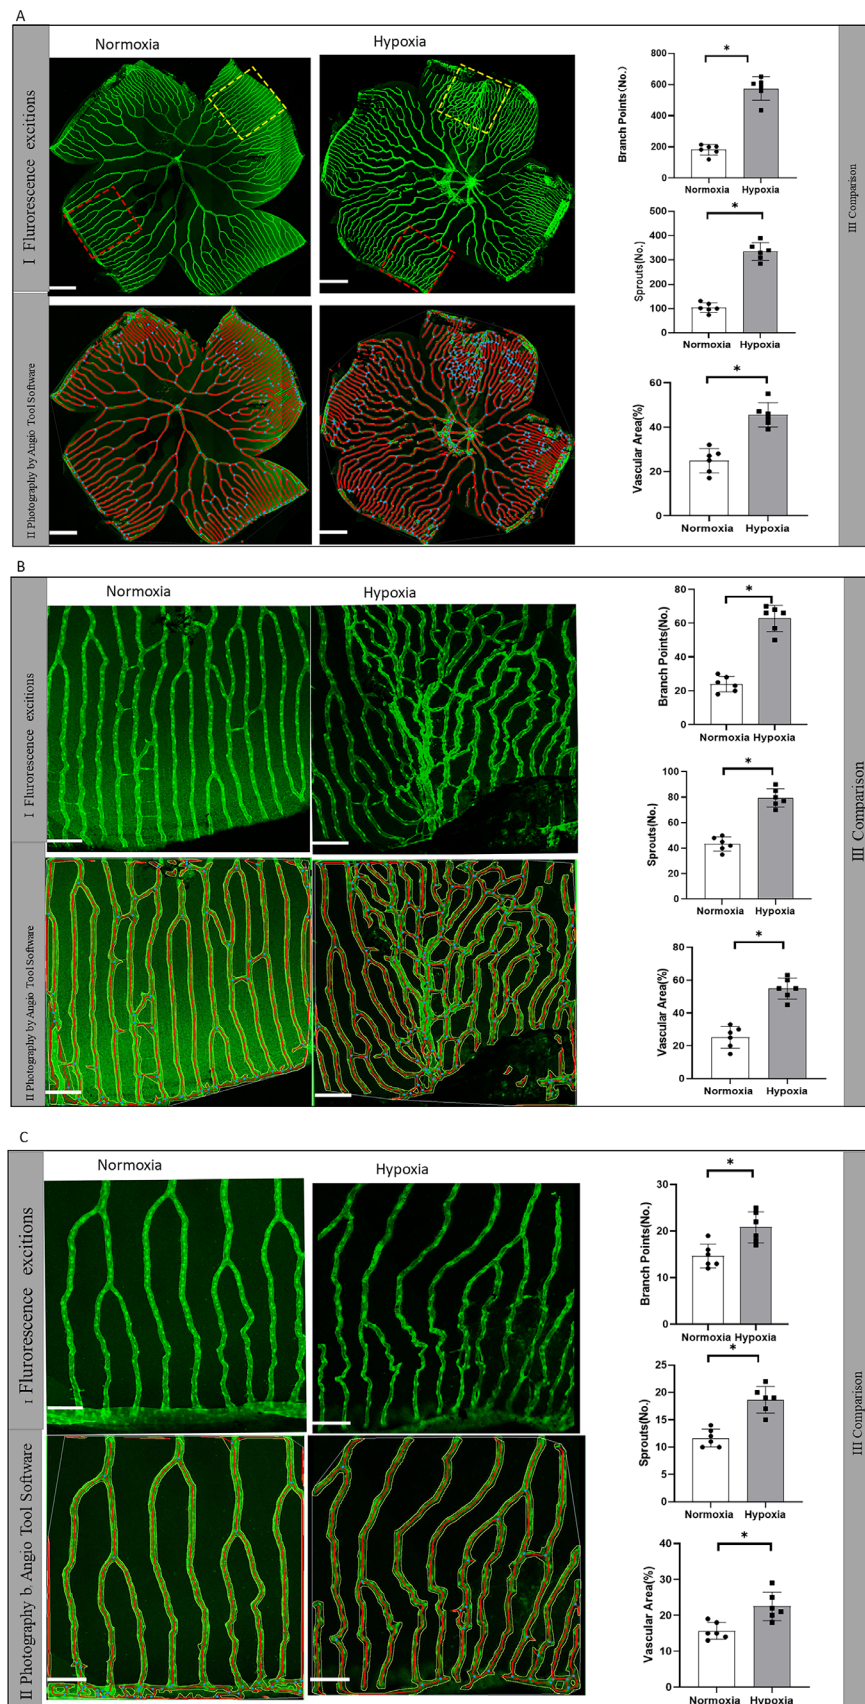 A
Normoxia
Hypoxia
I Flurorescence excitions
II Photography by Angio Tool Software
III Comparison
Branch Points(No.)
800
600
400
200
0
*
Normoxia
Hypoxia
Sprouts(No.)
500
400
300
200
100
0
*
Normoxia
Hypoxia
Vascular Area(%)
60
40
20
0
*
Normoxia
Hypoxia
B
Normoxia
Hypoxia
I Flurorescence excitions
II Photography by Angio Tool Software
III Comparison
Branch Points(No.)
80
60
40
20
0
*
Normoxia Hypoxia
Sprouts(No.)
100
80
60
40
20
0
*
Normoxia
Hypoxia
Vascular Area(%)
80
60
40
20
0
*
Normoxia
Hypoxia
C
Normoxia
Hypoxia
I Flurorescence excitions
II Photography b. Angio Tool Software
III Comparison
Branch Points(No.)
30
20
10
0
*
Normoxia Hypoxia
Sprouts(No.)
25
20
15
10
5
0
*
Normoxia
Hypoxia
Vascular Area(%)
40
30
20
10
0
*
Normoxia
Hypoxia